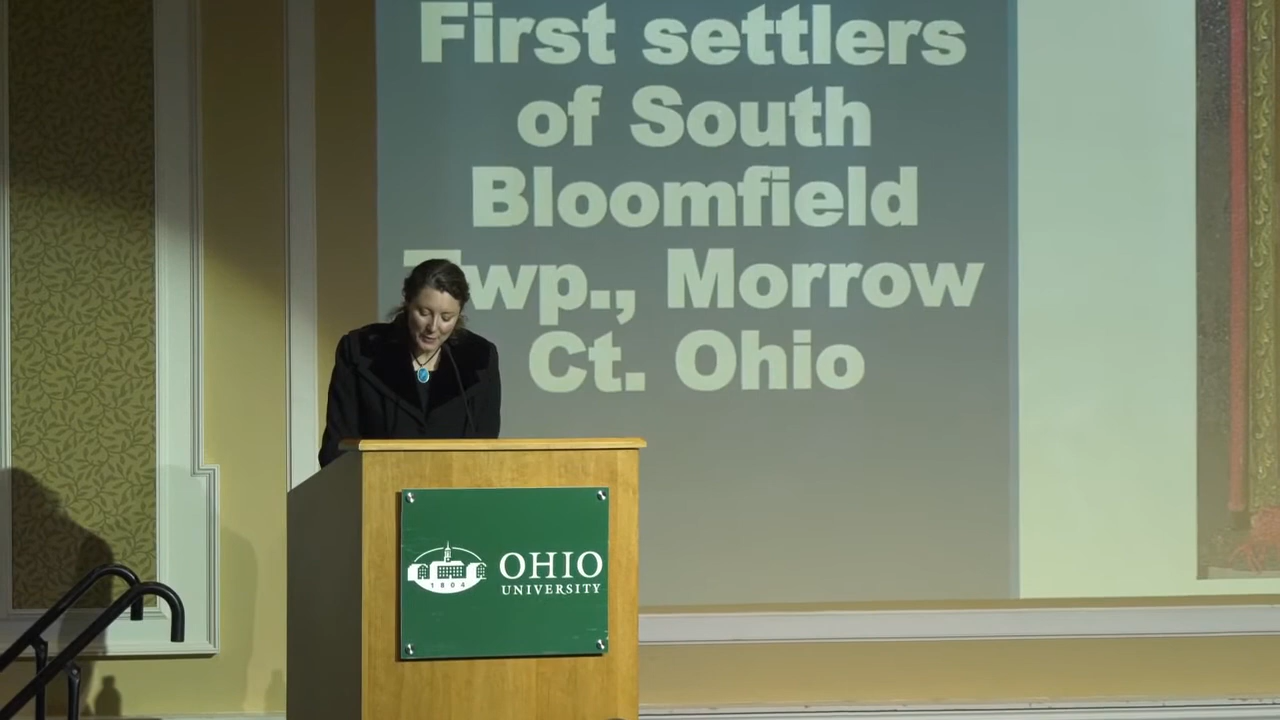 First settlers
of South
Bloomfield
Twp., Morrow
Ct. Ohio
1804
OHIO
UNIVERSITY